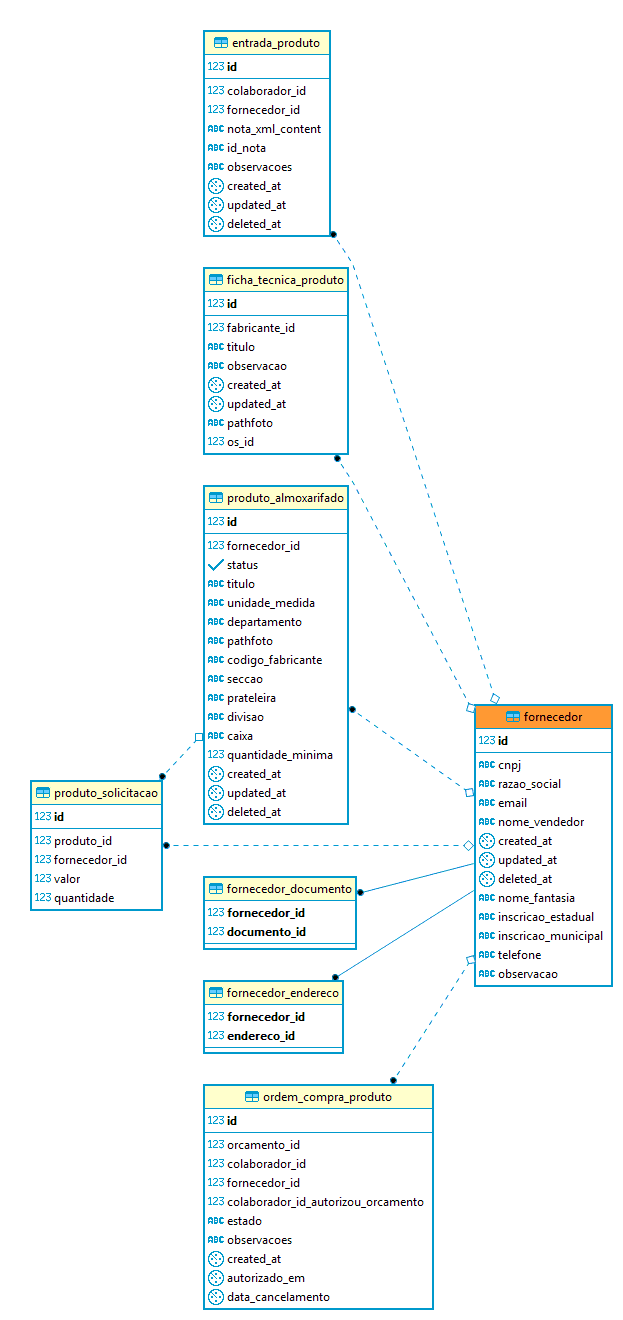 entrada_produto
123 id
123 colaborador_id
123 fornecedor_id
ABC nota_xml_content
ABC id_nota
ABC observacoes
created_at
updated_at
deleted_at
ficha_tecnica_produto
123 id
123 fabricante_id
ABC titulo
ABC observacao
created_at
updated_at
ABC pathfoto
123 os_id
produto_almoxarifado
123 id
123 fornecedor_id
status
ABC titulo
ABC unidade_medida
ABC departamento
ABC pathfoto
ABC codigo_fabricante
ABC seccao
ABC prateleira
ABC divisao
ABC caixa
123 quantidade_minima
created_at
updated_at
deleted_at
fornecedor
123 id
ABC cnpj
ABC razao_social
ABC email
ABC nome_vendedor
created_at
updated_at
deleted_at
ABC nome_fantasia
ABC inscricao_estadual
ABC inscricao_municipal
ABC telefone
ABC observacao
produto_solicitacao
123 id
123 produto_id
123 fornecedor_id
123 valor
123 quantidade
fornecedor_documento
123 fornecedor_id
123 documento_id
fornecedor_endereco
123 fornecedor_id
123 endereco_id
ordem_compra_produto
123 id
123 orcamento_id
123 colaborador_id
123 fornecedor_id
123 colaborador_id_autorizou_orcamento
ABC estado
ABC observacoes
created_at
autorizado_em
data_cancelamento